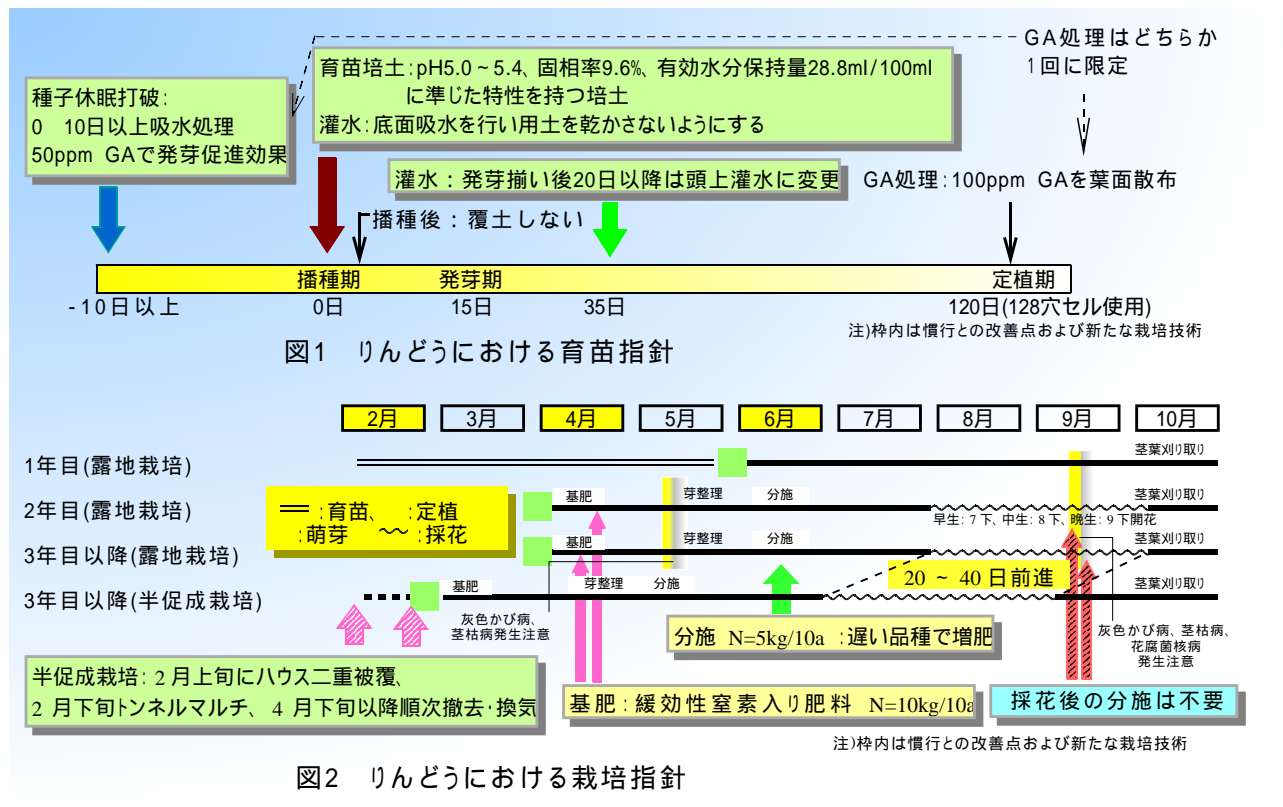 GA処理はどちらか
1回に限定
種子休眠打破:
0 10日以上吸水処理
50ppm GAで発芽促進効果
育苗培土:pH5.0~5.4、固相率9.6%、有効水分保持量28.8ml/100ml
に準じた特性を持つ培土
灌水:底面吸水を行い用土を乾かさないようにする
灌水：発芽揃い後20日以降は頭上灌水に変更
GA処理:100ppm GAを葉面散布
播種後：覆土しない
播種期 発芽期 定植期
-10日以上 0日 15日 35日 120日(128穴セル使用)
注)枠内は慣行との改善点および新たな栽培技術
図1 りんどうにおける育苗指針
2月 3月 4月 5月 6月 7月 8月 9月 10月
1年目(露地栽培) 茎葉刈り取り
2年目(露地栽培) 基肥 芽整理 分施 茎葉刈り取り
早生:7下、中生:8下、晩生:9下開花
:育苗、 :定植
:萌芽 :採花
3年目以降(露地栽培) 基肥 芽整理 分施 茎葉刈り取り
20 ~ 40日前進
3年目以降(半促成栽培) 基肥 芽整理 分施 茎葉刈り取り
灰色かび病、
茎枯病発生注意
灰色かび病、茎枯病、
花腐菌核病
発生注意
分施 N=5kg/10a :遅い品種で増肥
半促成栽培:2月上旬にハウス二重被覆、
2月下旬トンネルマルチ、4月下旬以降順次撤去･換気
基肥:緩効性窒素入り肥料 N=10kg/10a
採花後の分施は不要
注)枠内は慣行との改善点および新たな栽培技術
図2 りんどうにおける栽培指針